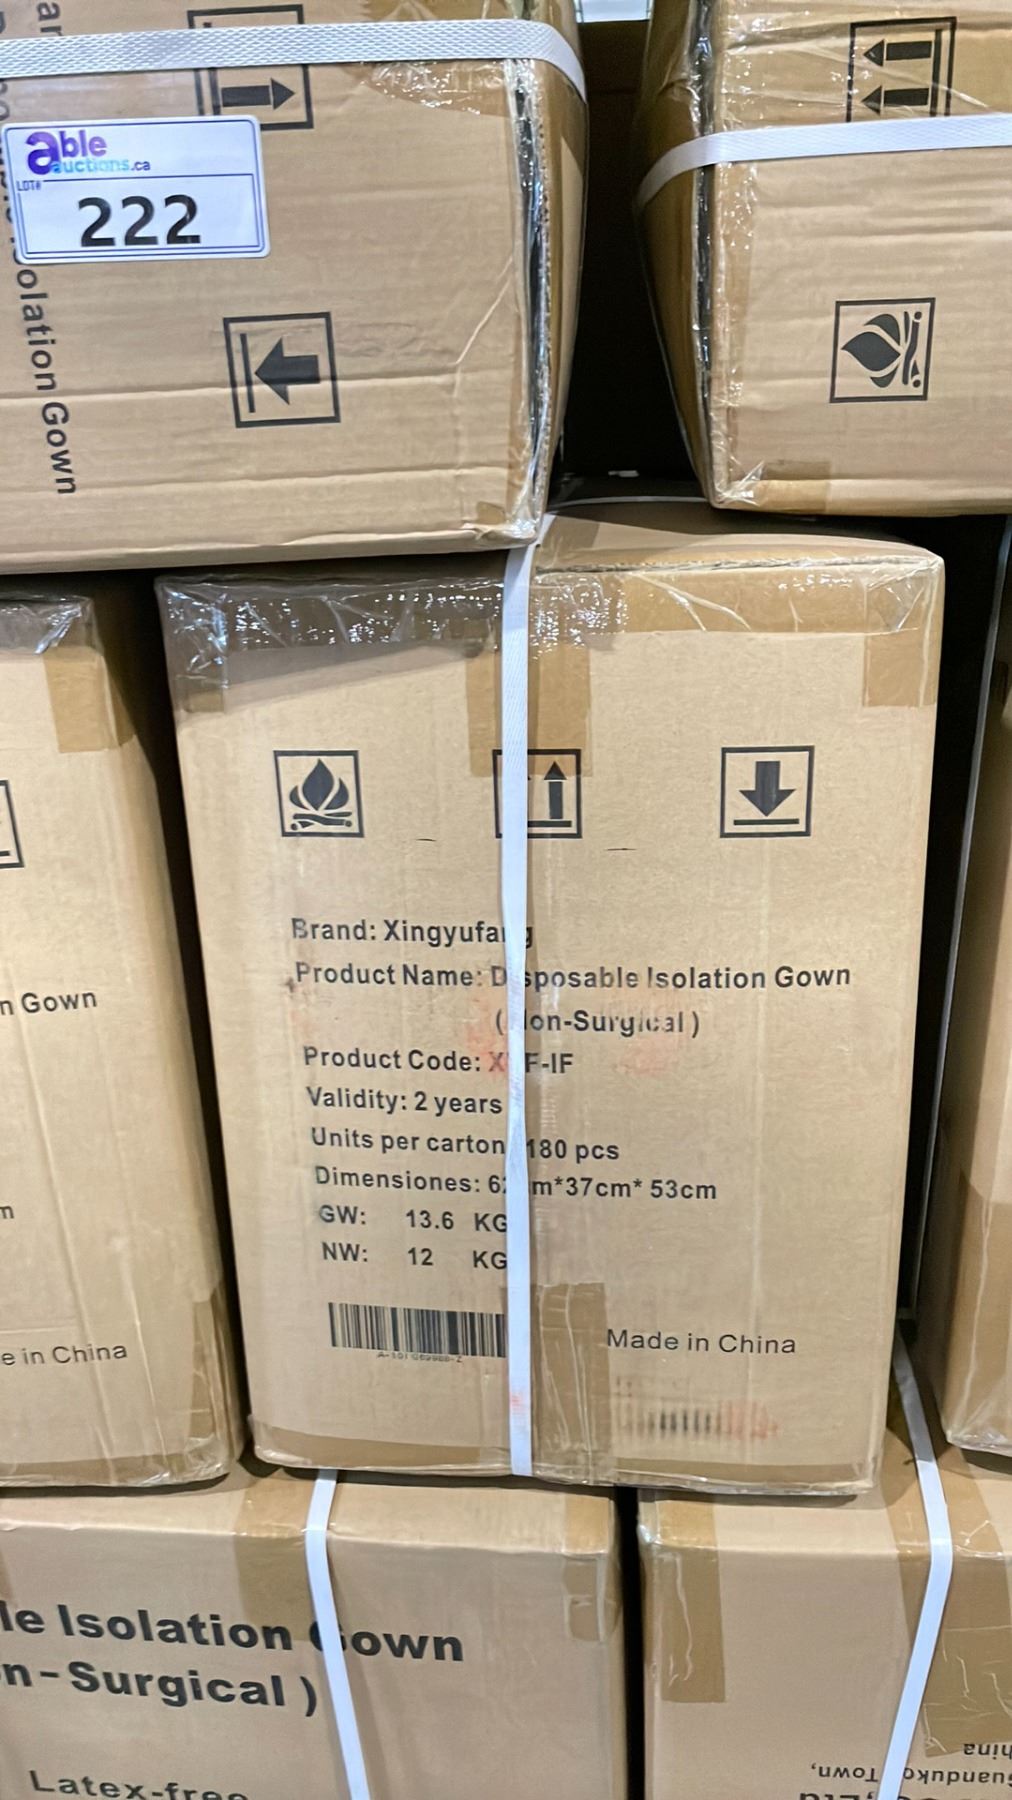 able
auctions.ca
LOT#
222
olation Gown
Brand: Xingyufa g
Product Name: D sposable Isolation Gown
( on-Surgical )
Product Code: X F-IF
Validity: 2 years
Units per carton 180 pcs
Dimensiones: 6 m*37cm* 53cm
GW: 13.6 KG
NW: 12 KG
Made in China
n Gown
m
e in China
le Isolation Gown
n-Surgical )
Latex-free
hina
Guanduko Town,